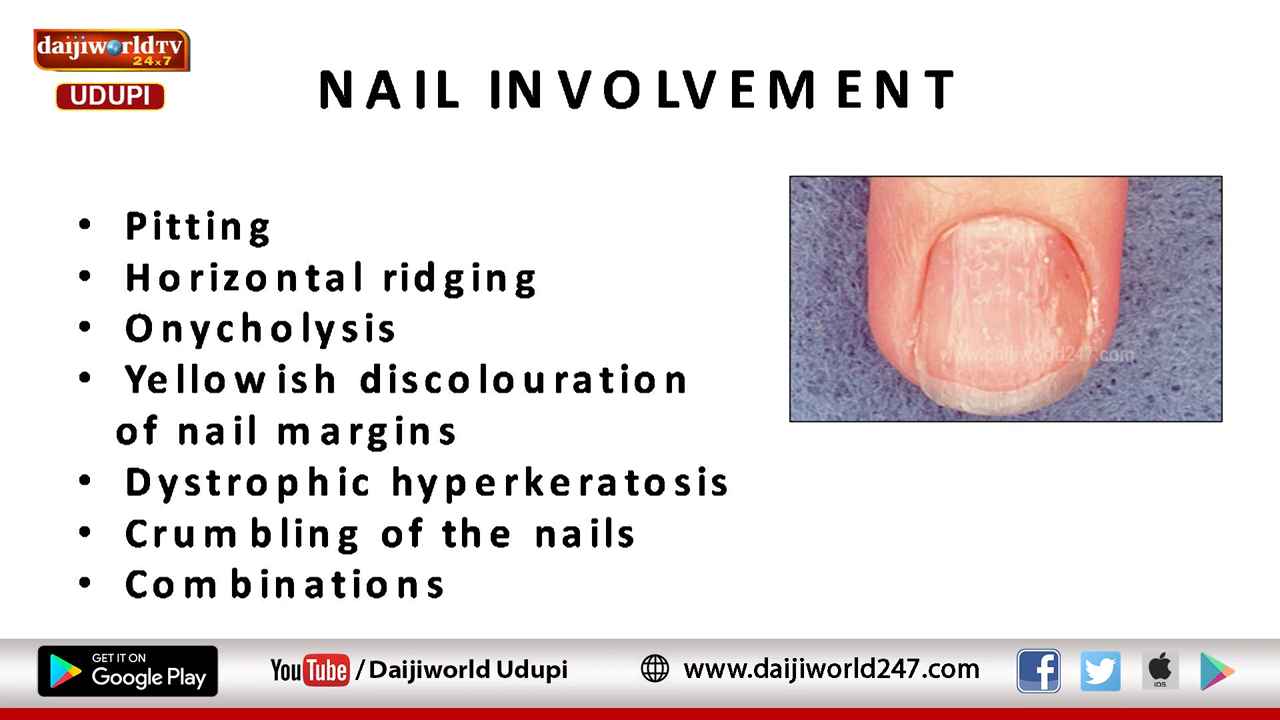 daijiworldTV
24x7
UDUPI
NAIL INVOLVEMENT
• Pitting
• Horizontal ridging
• Onycholysis
• Yellowish discolouration
of nail margins
• Dystrophic hyperkeratosis
• Crumbling of the nails
• Combinations
www.daijiworld247.com
GET IT ON
Google Play
YouTube /Daijiworld Udupi
www.daijiworld247.com
iOS